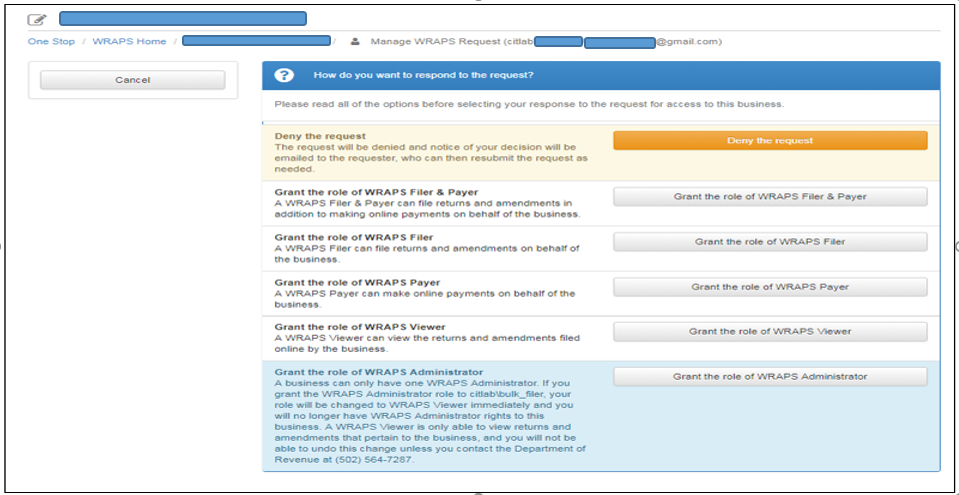 One Stop / WRAPS Home / / Manage WRAPS Request (citlab @gmail.com)
Cancel
How do you want to respond to the request?
Please read all of the options before selecting your response to the request for access to this business.
Deny the request
The request will be denied and notice of your decision will be
emailed to the requester, who can then resubmit the request as
needed.
Deny the request
Grant the role of WRAPS Filer & Payer
A WRAPS Filer & Payer can file returns and amendments in
addition to making online payments on behalf of the business.
Grant the role of WRAPS Filer & Payer
Grant the role of WRAPS Filer
A WRAPS Filer can file returns and amendments on behalf of
the business.
Grant the role of WRAPS Filer
Grant the role of WRAPS Payer
A WRAPS Payer can make online payments on behalf of the
business.
Grant the role of WRAPS Payer
Grant the role of WRAPS Viewer
A WRAPS Viewer can view the returns and amendments filed
online by the business.
Grant the role of WRAPS Viewer
Grant the role of WRAPS Administrator
A business can only have one WRAPS Administrator. If you
grant the WRAPS Administrator role to citlab\bulk_filer, your
role will be changed to WRAPS Viewer immediately and you
will no longer have WRAPS Administrator rights to this
business. A WRAPS Viewer is only able to view returns and
amendments that pertain to the business, and you will not be
able to undo this change unless you contact the Department of
Revenue at (502) 564-7287.
Grant the role of WRAPS Administrator